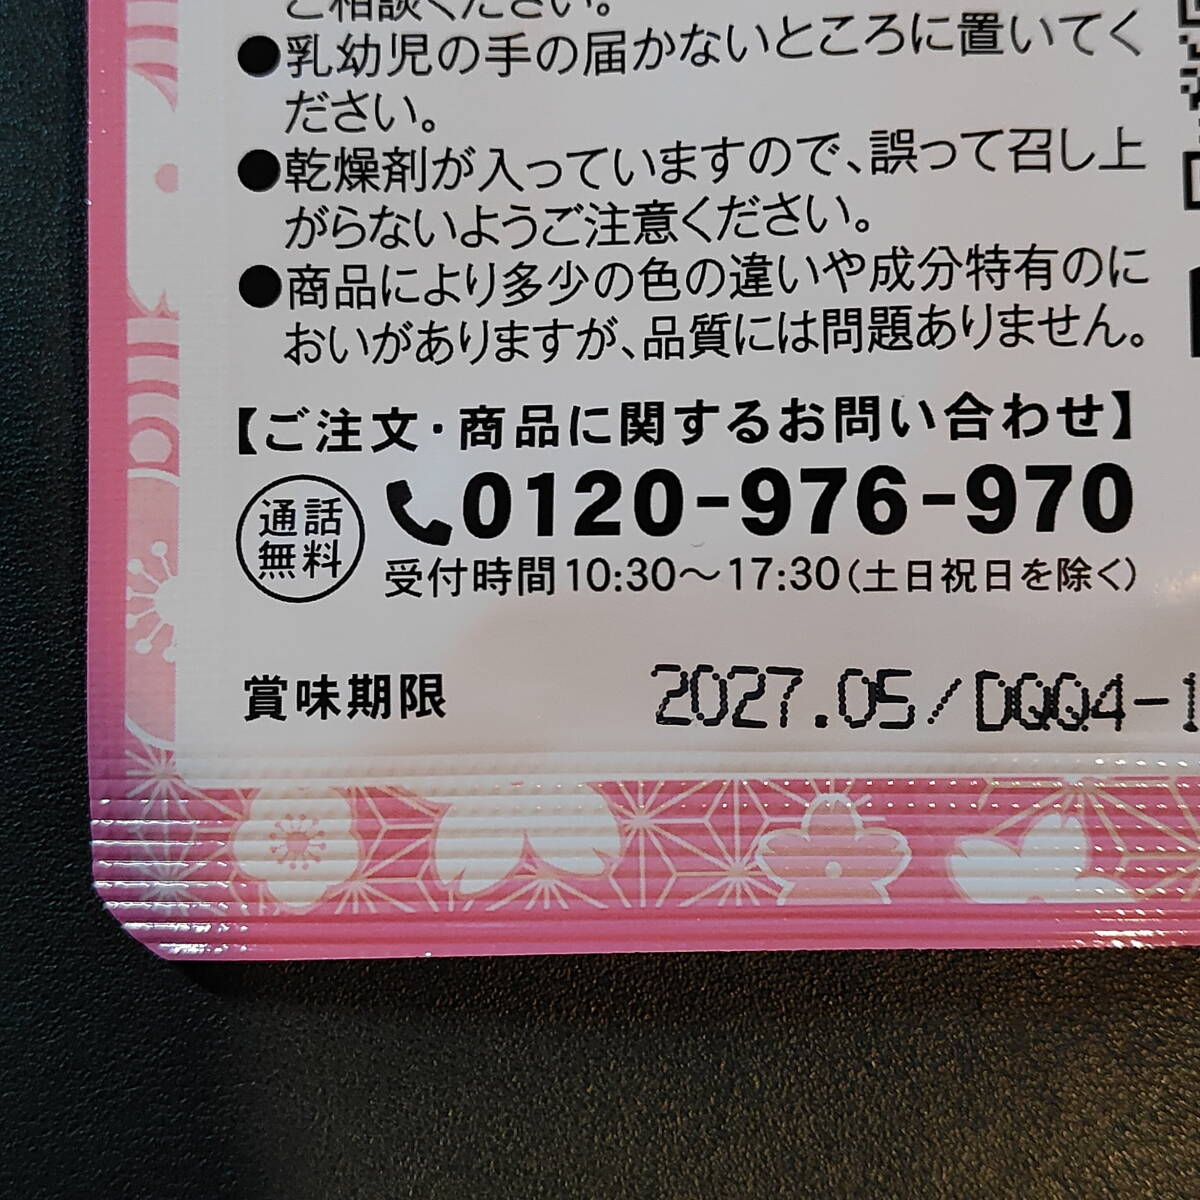 ご相談ください。
●乳幼児の手の届かないところに置いてく
ださい。
●乾燥剤が入っていますので、誤って召し上
がらないようご注意ください。
●商品により多少の色の違いや成分特有のに
おいがありますが、品質には問題ありません。
【ご注文・商品に関するお問い合わせ】
通話
無料
0120-976-970
受付時間10:30～17:30（土日祝日を除く）
賞味期限 2027.05/DQQ4-1